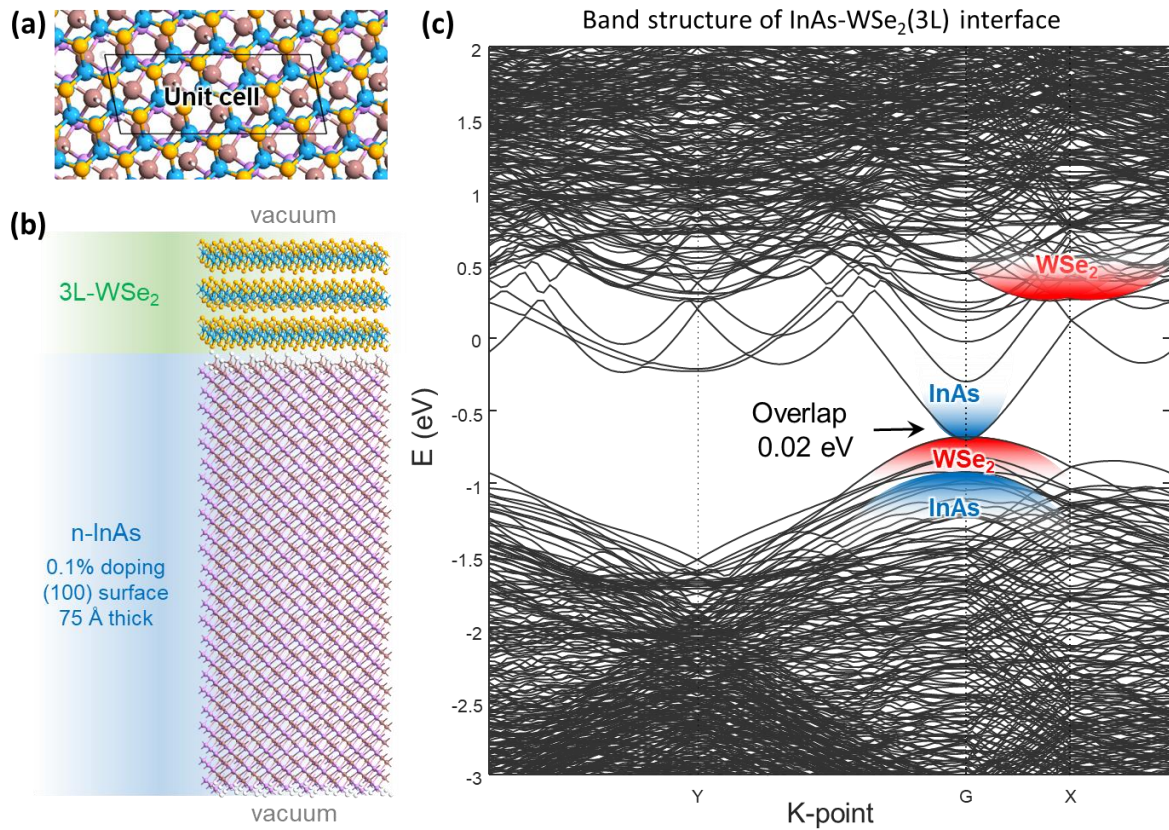 (a)
Unit cell
(b)
vacuum
3L-WSe₂
n-InAs
0.1% doping
(100) surface
75 Å thick
vacuum
(c)
Band structure of InAs-WSe₂(3L) interface
2
1.5
1
0.5
0
-0.5
-1
-1.5
-2
-2.5
-3
E (eV)
WSe₂
InAs
Overlap
0.02 eV
WSe₂
InAs
Y
G
X
K-point